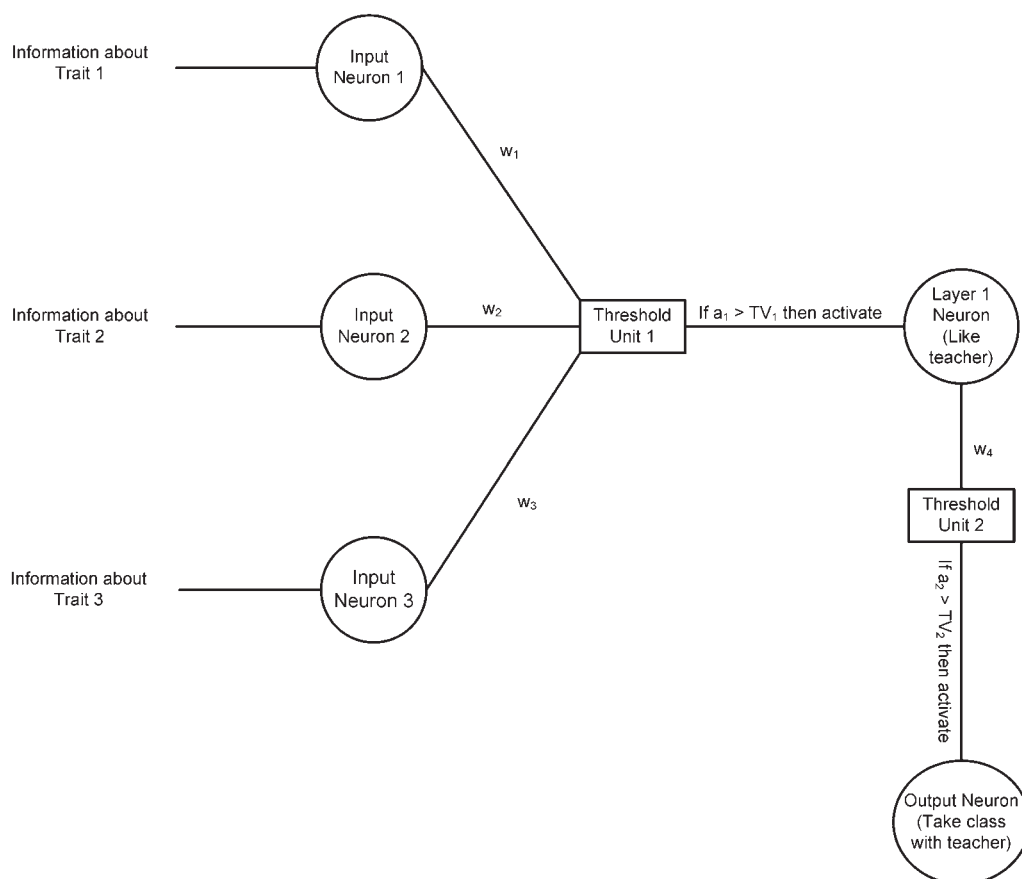 Information about
Trait 1
Input
Neuron 1
w₁
Information about
Trait 2
Input
Neuron 2
w₂
Threshold
Unit 1
If a₁ > TV₁ then activate
Layer 1
Neuron
(Like
teacher)
w₄
w₃
Threshold
Unit 2
Information about
Trait 3
Input
Neuron 3
If a₂ > TV₂ then activate
Output Neuron
(Take class
with teacher)